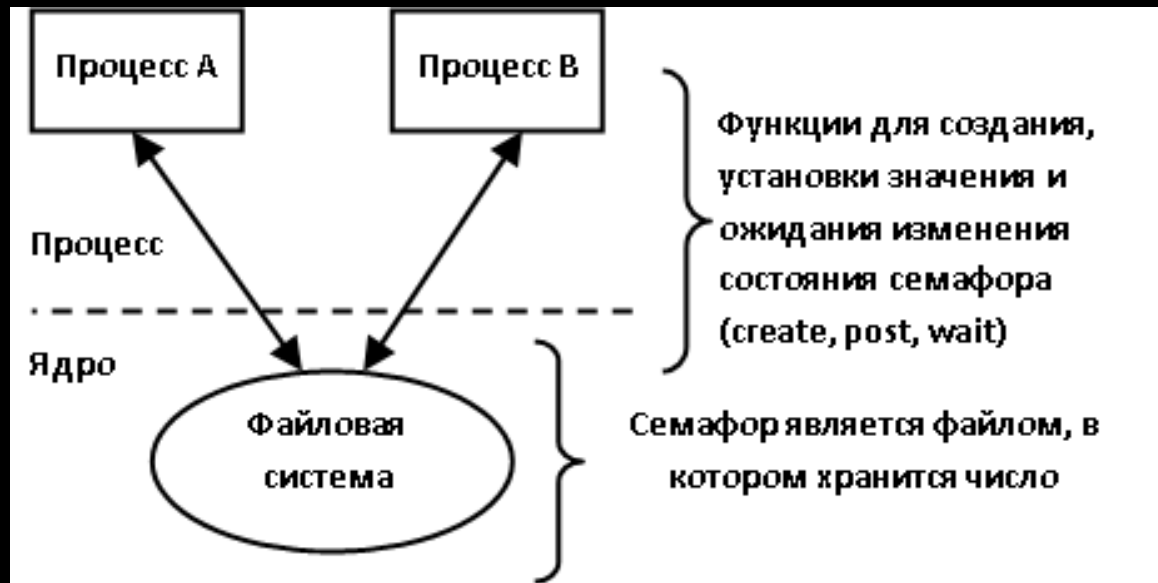 Процесс А
Процесс В
Функции для создания,
установки значения и
ожидания изменения
состояния семафора
(create, post, wait)
Процесс
Ядро
Файловая
система
Семафор является файлом, в
котором хранится число